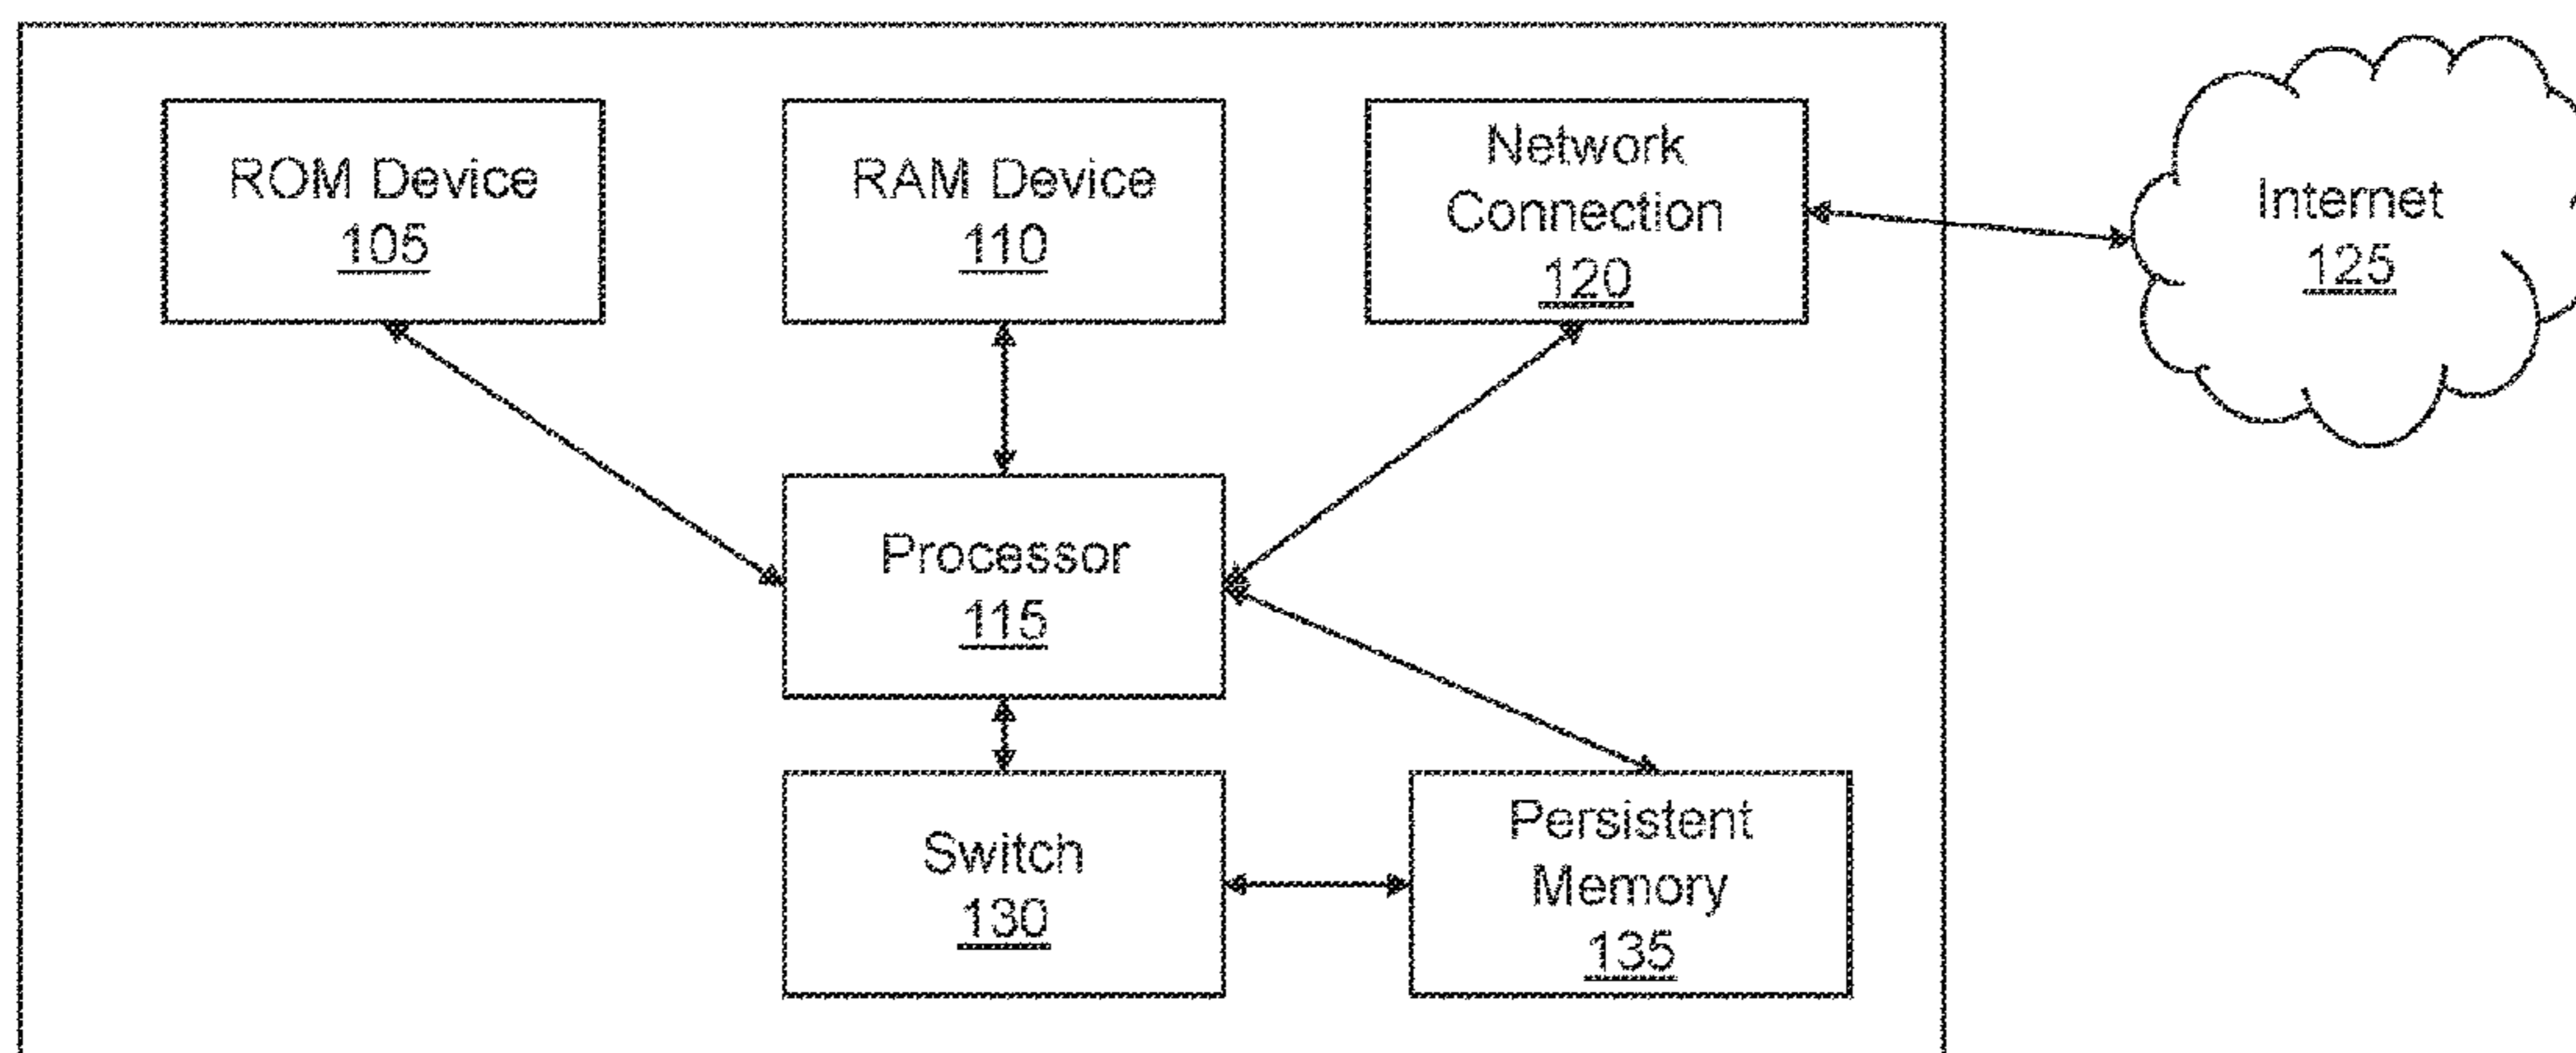 ROM Device
105
RAM Device
110
Network
Connection
120
Internet
125
Processor
115
Switch
130
Persistent
Memory
135